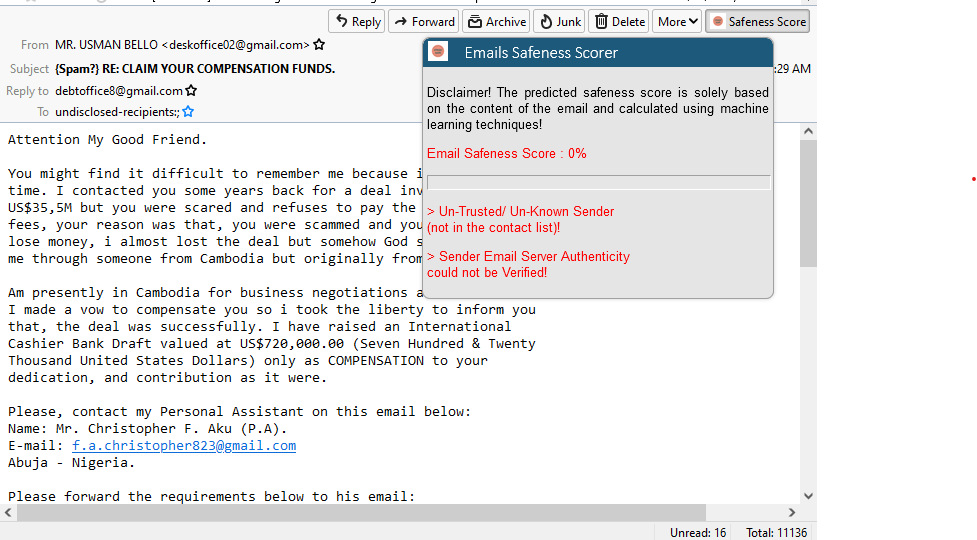 Reply Forward Archive Junk Delete More Safeness Score
From MR. USMAN BELLO <deskoffice02@gmail.com>
Subject {Spam?} RE: CLAIM YOUR COMPENSATION FUNDS. :29 AM
Reply to debtoffice8@gmail.com
To undisclosed-recipients:;
Emails Safeness Scorer
Disclaimer! The predicted safeness score is solely based
on the content of the email and calculated using machine
learning techniques!
Email Safeness Score : 0%
> Un-Trusted/ Un-Known Sender
(not in the contact list)!
> Sender Email Server Authenticity
could not be Verified!
Attention My Good Friend.
You might find it difficult to remember me because i
time. I contacted you some years back for a deal inv
US$35,5M but you were scared and refuses to pay the
fees, your reason was that, you were scammed and you
lose money, i almost lost the deal but somehow God s
me through someone from Cambodia but originally from
Am presently in Cambodia for business negotiations a
I made a vow to compensate you so i took the liberty to inform you
that, the deal was successfully. I have raised an International
Cashier Bank Draft valued at US$720,000.00 (Seven Hundred & Twenty
Thousand United States Dollars) only as COMPENSATION to your
dedication, and contribution as it were.
Please, contact my Personal Assistant on this email below:
Name: Mr. Christopher F. Aku (P.A).
E-mail: f.a.christopher823@gmail.com
Abuja - Nigeria.
Please forward the requirements below to his email:
Unread: 16 Total: 11136